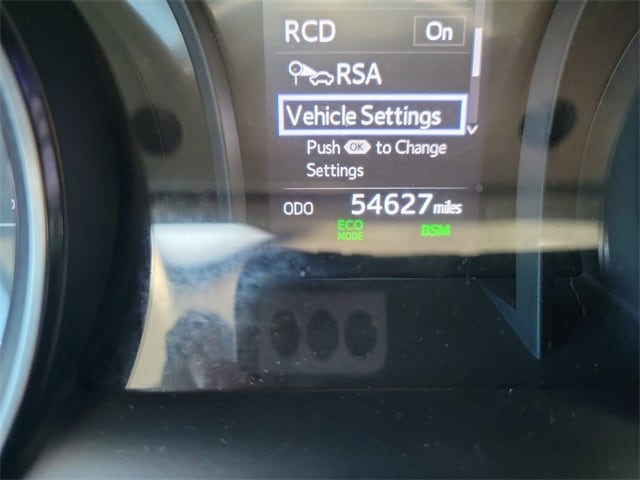 RCD On
RSA
Vehicle Settings
Push OK to Change
Settings
ODO 54627 miles
ECO
MODE BSM